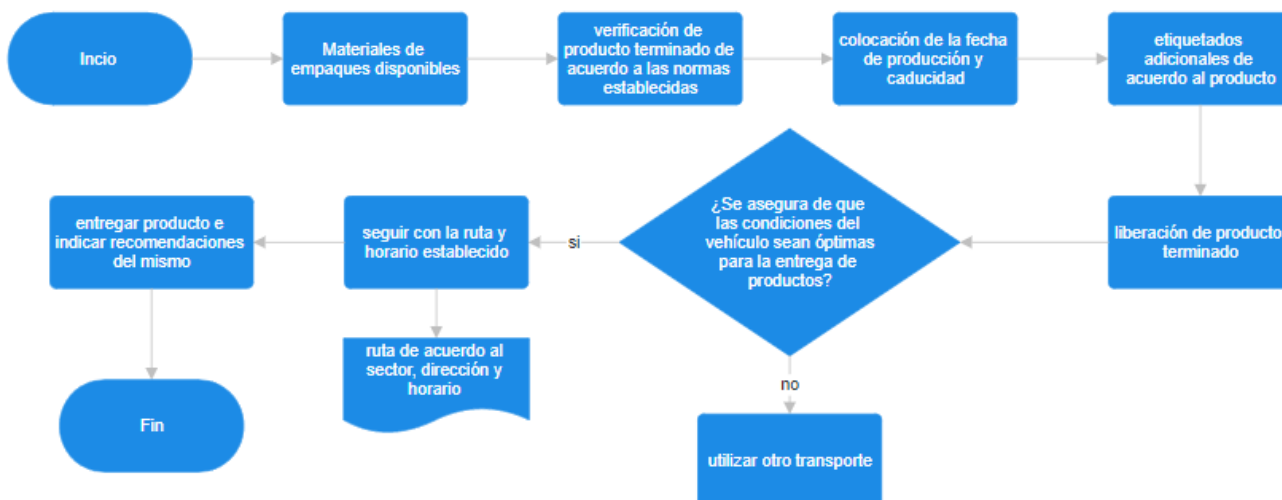 Incio
Materiales de
empaques disponibles
verificación de
producto terminado de
acuerdo a las normas
establecidas
colocación de la fecha
de producción y
caducidad
etiquetados
adicionales de
acuerdo al producto
liberación de producto
terminado
¿Se asegura de que
las condiciones del
vehículo sean óptimas
para la entrega de
productos?
si
seguir con la ruta y
horario establecido
entregar producto e
indicar recomendaciones
del mismo
ruta de acuerdo al
sector, dirección y
horario
Fin
no
utilizar otro transporte